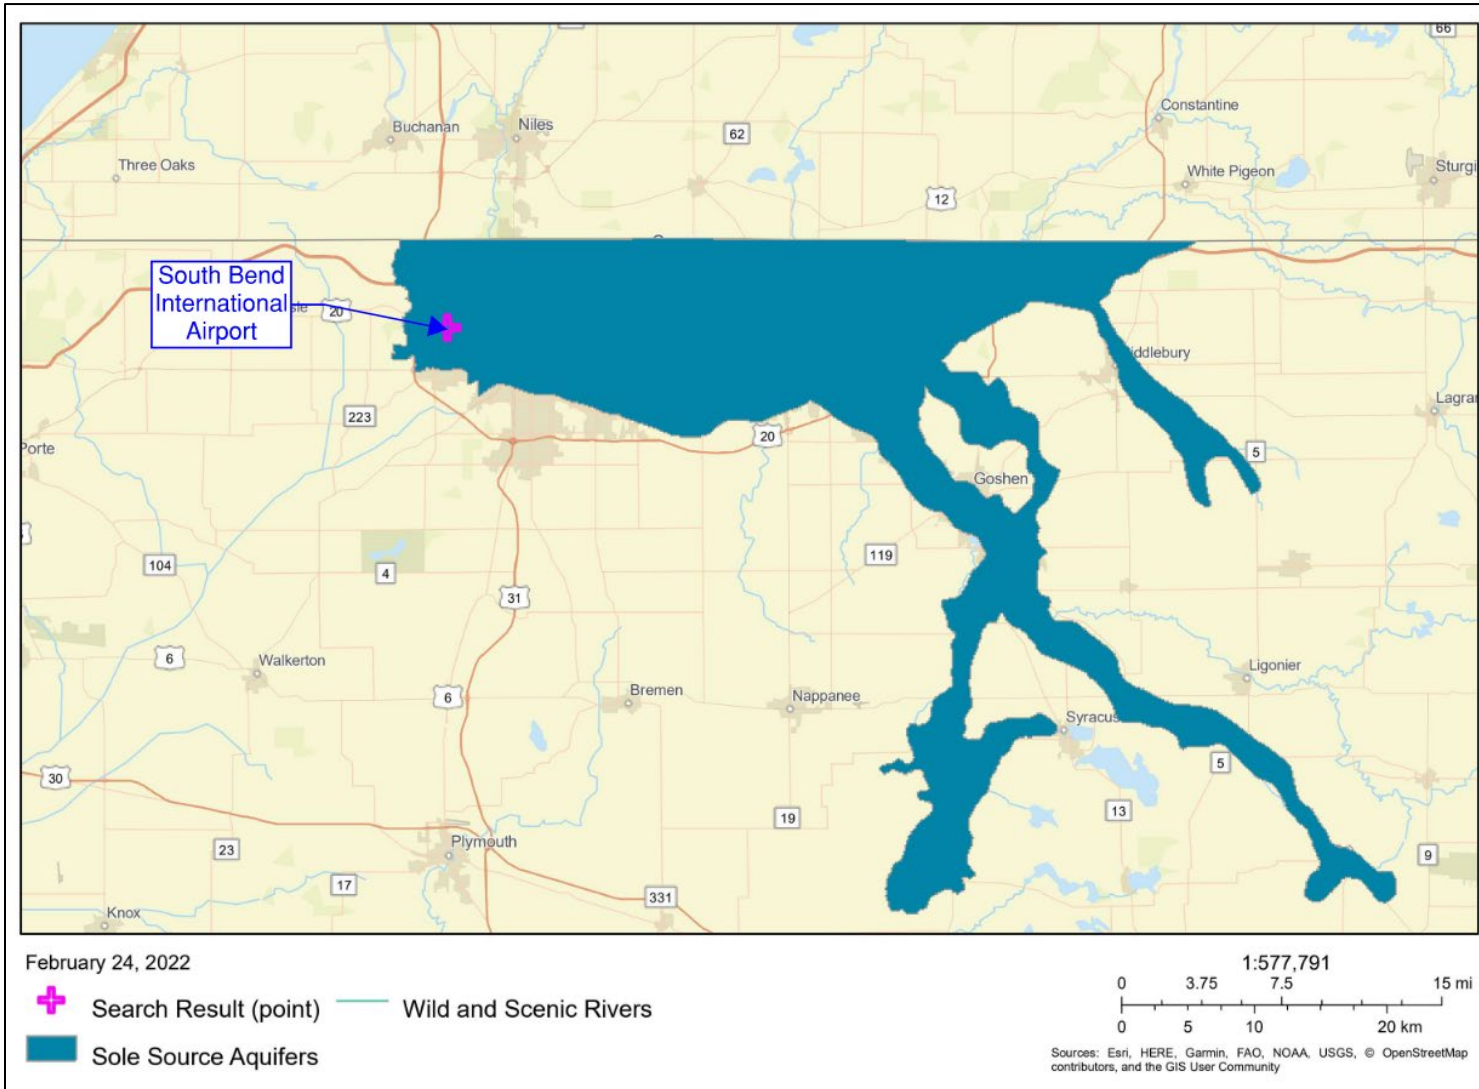 66
Constantine
Buchanan
Niles
62
Three Oaks
White Pigeon
Sturgi
12
South Bend
International
Airport
20
iddlebury
223
Lagran
20
Porte
5
Goshen
119
104
4
31
6
Walkerton
Ligonier
6
Bremen
Nappanee
Syracus
5
30
13
19
Plymouth
23
9
17
331
Knox
February 24, 2022
1:577,791
0 3.75 7.5 15 mi
Search Result (point)
Wild and Scenic Rivers
0 5 10 20 km
Sole Source Aquifers
Sources: Esri, HERE, Garmin, FAO, NOAA, USGS, © OpenStreetMap
contributors, and the GIS User Community